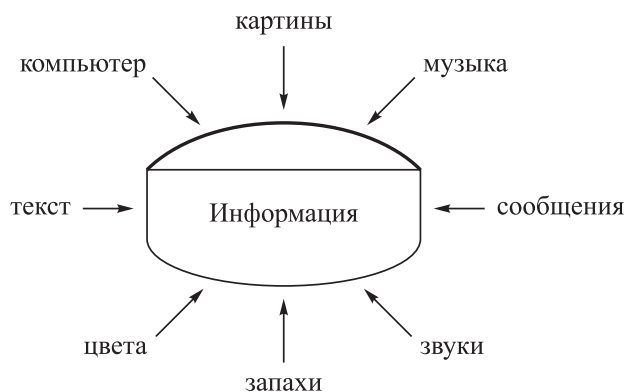 картины
компьютер
музыка
текст
Информация
сообщения
цвета
звуки
запахи